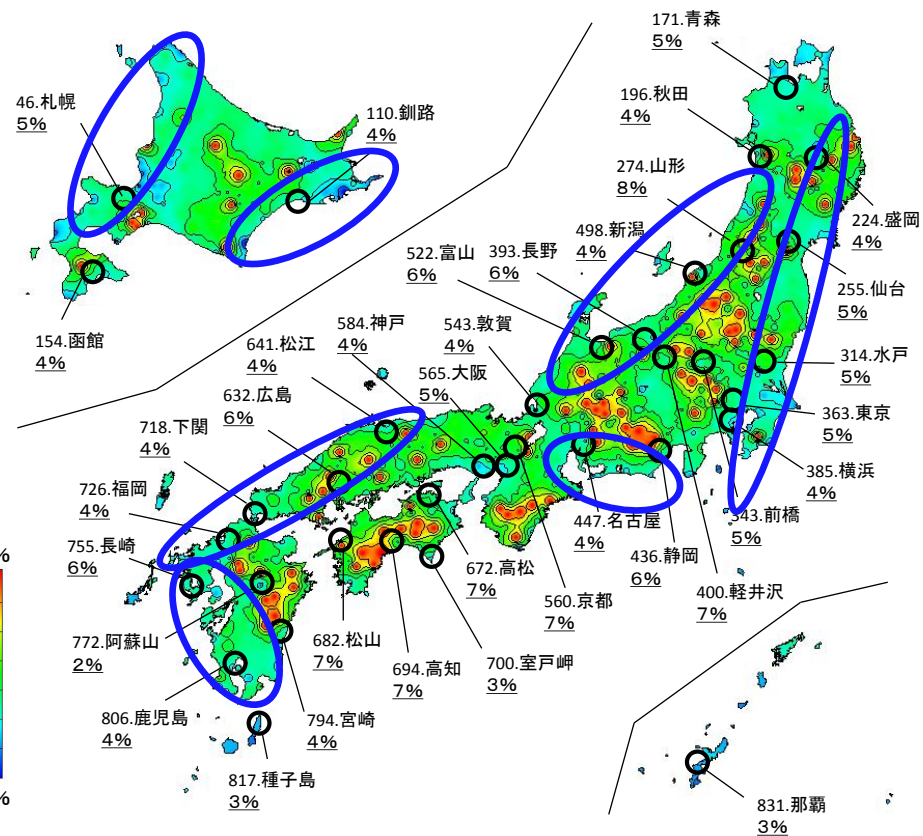 171.青森
5%
46.札幌
5%
110.釧路
4%
196.秋田
4%
274.山形
8%
224.盛岡
4%
498.新潟
4%
522.富山
6%
393.長野
6%
255.仙台
5%
154.函館
4%
584.神戸
4%
543.敦賀
4%
641.松江
4%
314.水戸
5%
565.大阪
5%
632.広島
6%
363.東京
5%
718.下関
4%
385.横浜
4%
726.福岡
4%
447.名古屋
4%
343.前橋
5%
755.長崎
6%
436.静岡
6%
672.高松
7%
400.軽井沢
7%
560.京都
7%
772.阿蘇山
2%
682.松山
7%
694.高知
7%
700.室戸岬
3%
806.鹿児島
4%
794.宮崎
4%
817.種子島
3%
831.那覇
3%
%
%